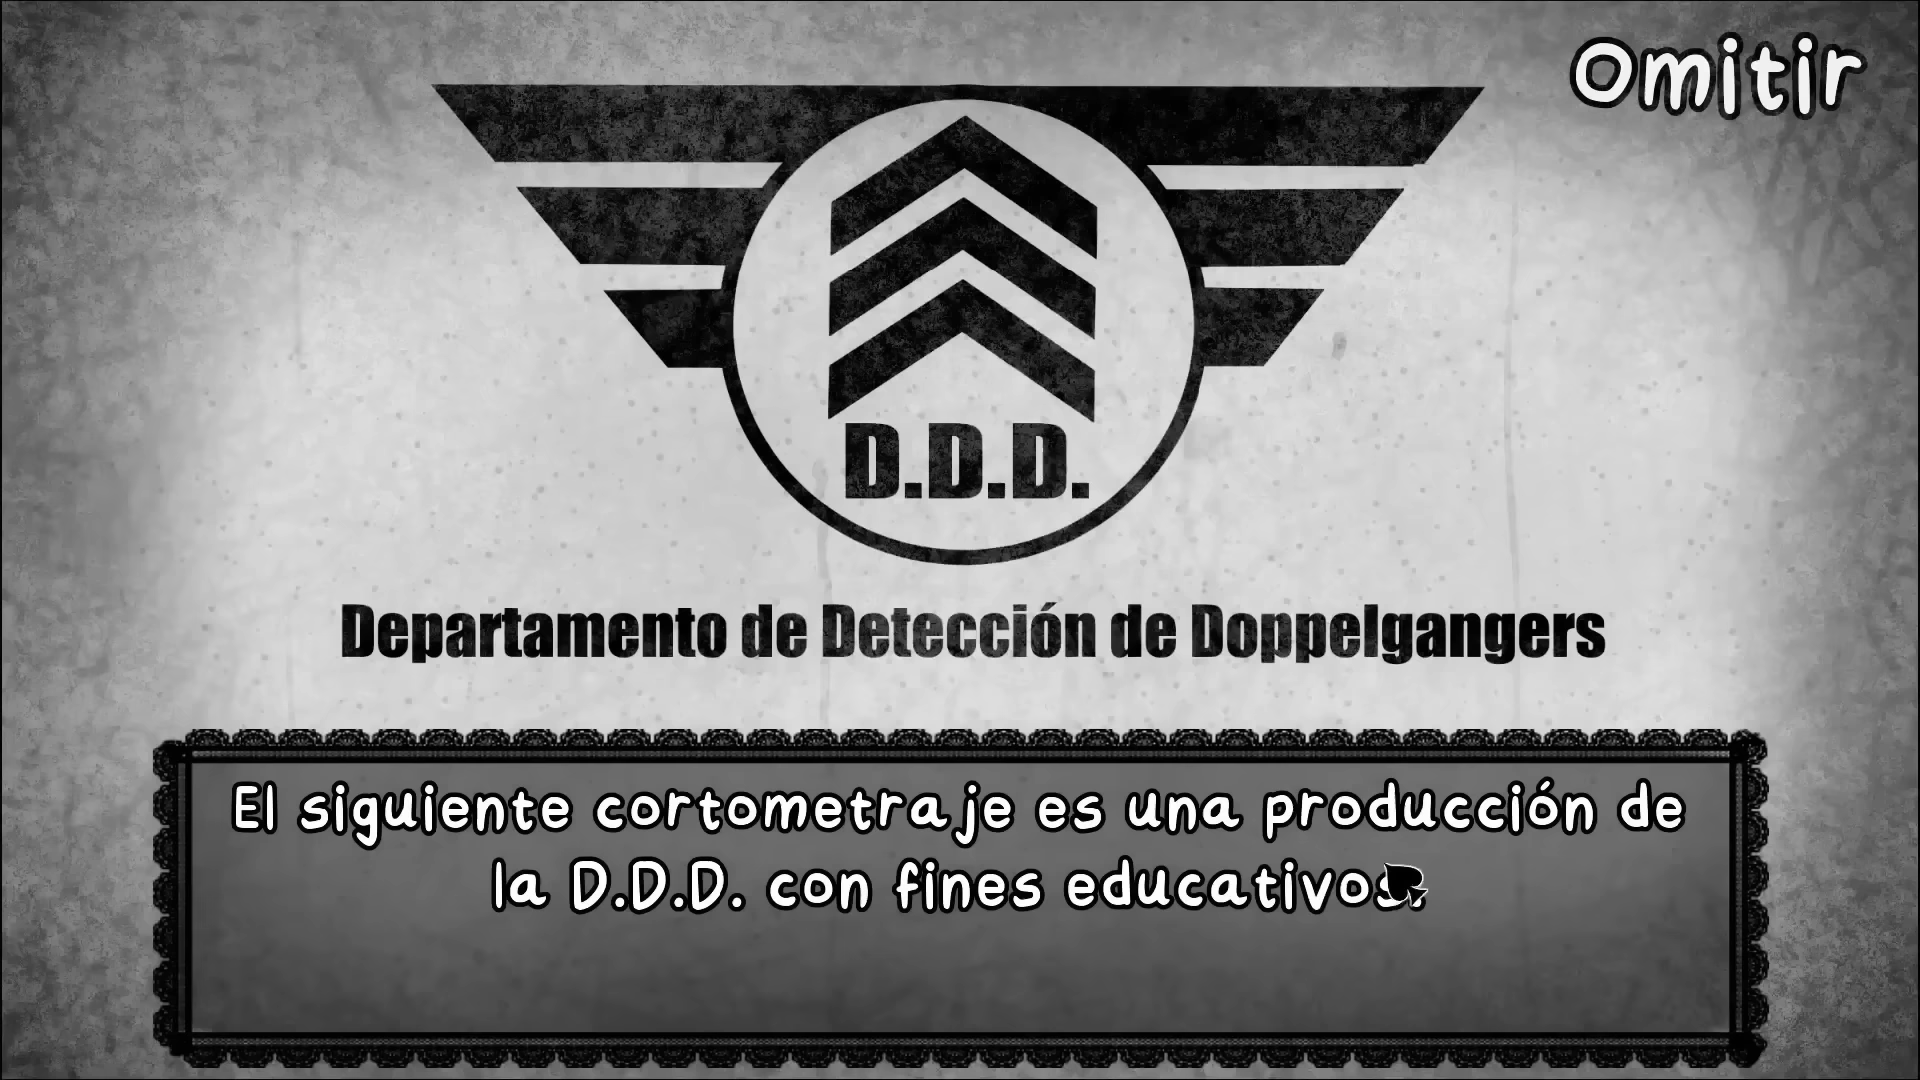 Omitir
D.D.D.
Departamento de Detección de Doppelgangers
El siguiente cortometraje es una producción de
la D.D.D. con fines educativos.